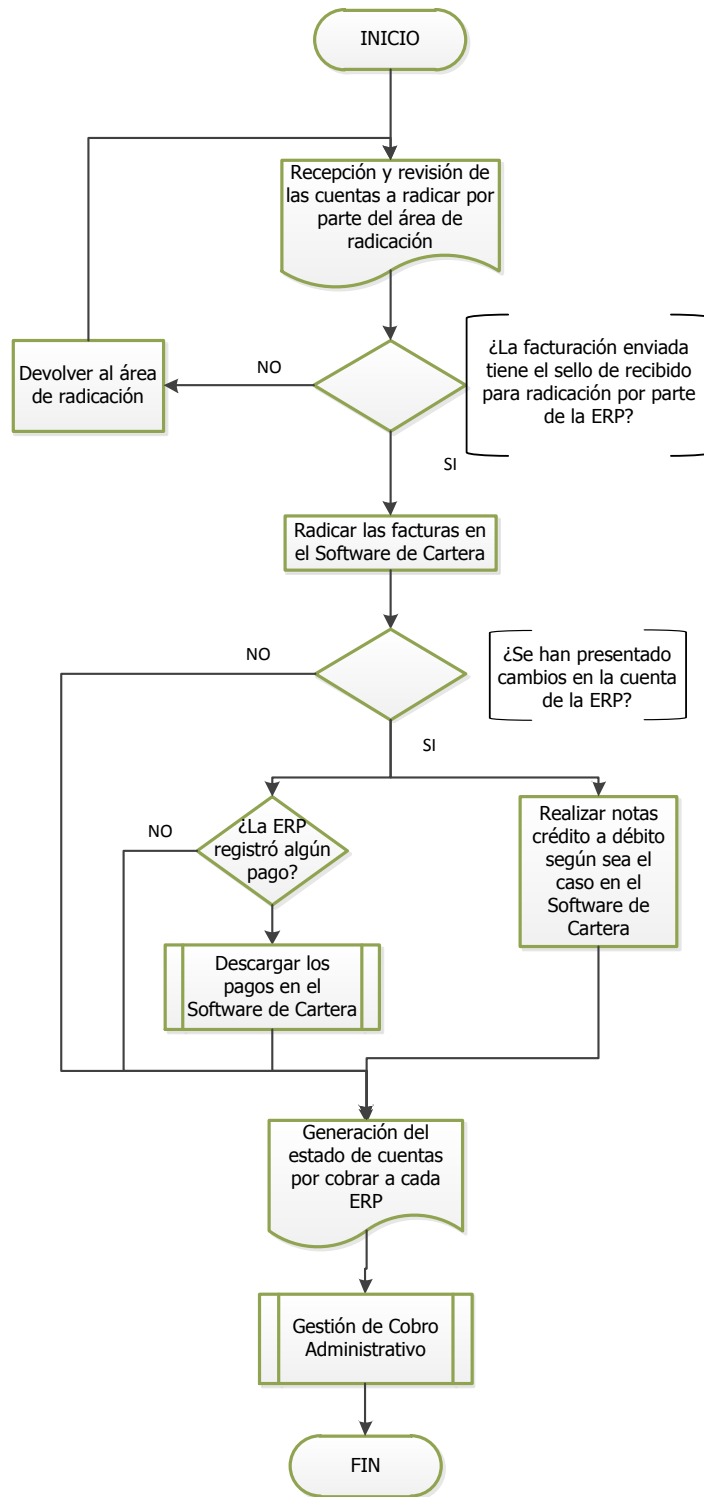 INICIO
Recepción y revisión de
las cuentas a radicar por
parte del área de
radicación
Devolver al área
de radicación
NO
¿La facturación enviada
tiene el sello de recibido
para radicación por parte
de la ERP?
SI
Radicar las facturas en
el Software de Cartera
NO
¿Se han presentado
cambios en la cuenta
de la ERP?
SI
NO
¿La ERP
registró algún
pago?
Realizar notas
crédito a débito
según sea el
caso en el
Software de
Cartera
Descargar los
pagos en el
Software de Cartera
Generación del
estado de cuentas
por cobrar a cada
ERP
Gestión de Cobro
Administrativo
FIN